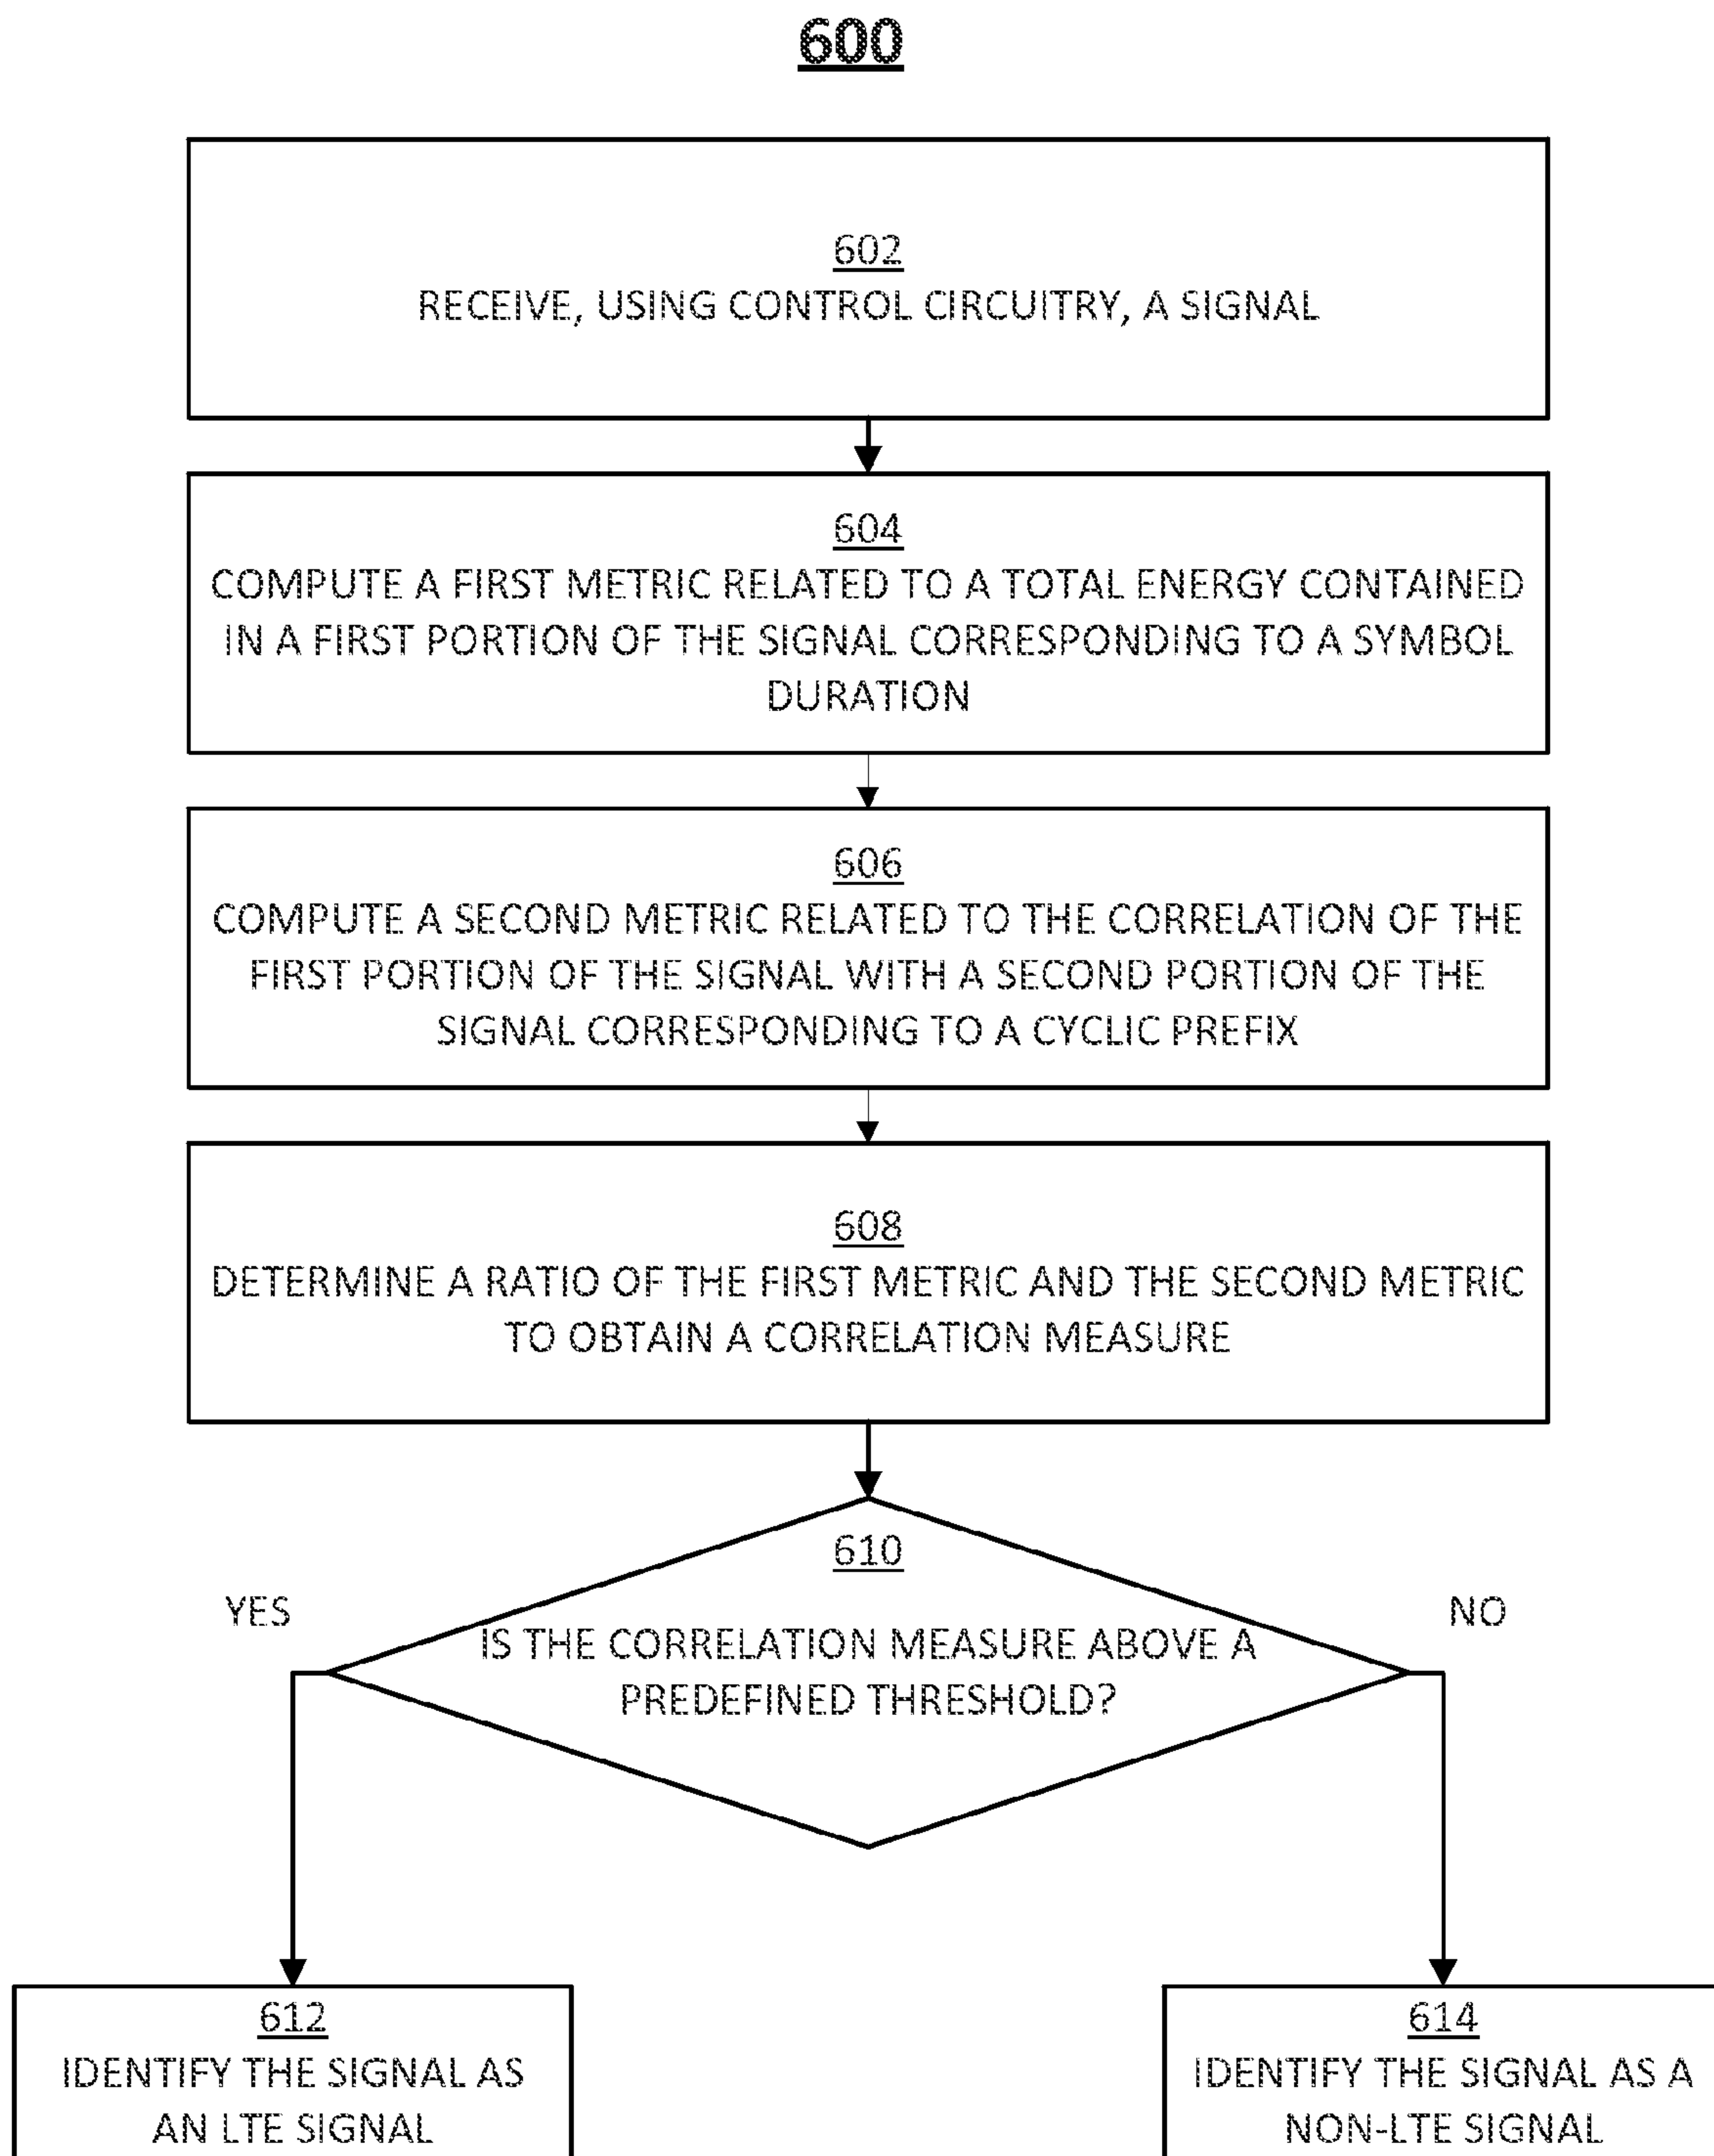 600
602
RECEIVE, USING CONTROL CIRCUITRY, A SIGNAL
604
COMPUTE A FIRST METRIC RELATED TO A TOTAL ENERGY CONTAINED
IN A FIRST PORTION OF THE SIGNAL CORRESPONDING TO A SYMBOL
DURATION
606
COMPUTE A SECOND METRIC RELATED TO THE CORRELATION OF THE
FIRST PORTION OF THE SIGNAL WITH A SECOND PORTION OF THE
SIGNAL CORRESPONDING TO A CYCLIC PREFIX
608
DETERMINE A RATIO OF THE FIRST METRIC AND THE SECOND METRIC
TO OBTAIN A CORRELATION MEASURE
610
YES
NO
IS THE CORRELATION MEASURE ABOVE A
PREDEFINED THRESHOLD?
612
IDENTIFY THE SIGNAL AS
AN LTE SIGNAL
614
IDENTIFY THE SIGNAL AS A
NON-LTE SIGNAL